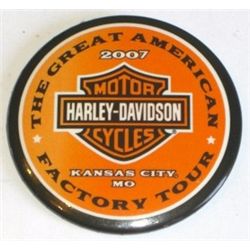 THE GREAT AMERICAN
2007
MOTOR
HARLEY-DAVIDSON
CYCLES
KANSAS CITY,
MO
FACTORY TOUR